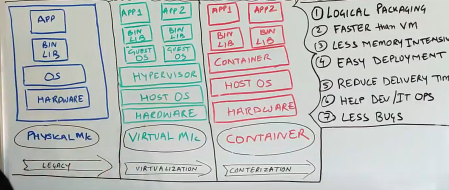 APP
BIN
LIB
OS
HARDWARE
PHYSICAL M/c
LEGACY
APP1 APP2
BIN LIB BIN LIB
GUEST OS GUEST OS
HYPERVISOR
HOST OS
HARDWARE
VIRTUAL M/c
VIRTUALIZATION
APP1 APP2
BIN LIB BIN LIB
CONTAINER
HOST OS
HARDWARE
CONTAINER
CONTERIZATION
① LOGICAL PACKAGING
② FASTER than VM
③ LESS MEMORY INTENSIV
④ EASY DEPLOYMENT
⑤ REDUCE DELIVERY TIM
⑥ HELP DEV/IT OPS
⑦ LESS BUGS